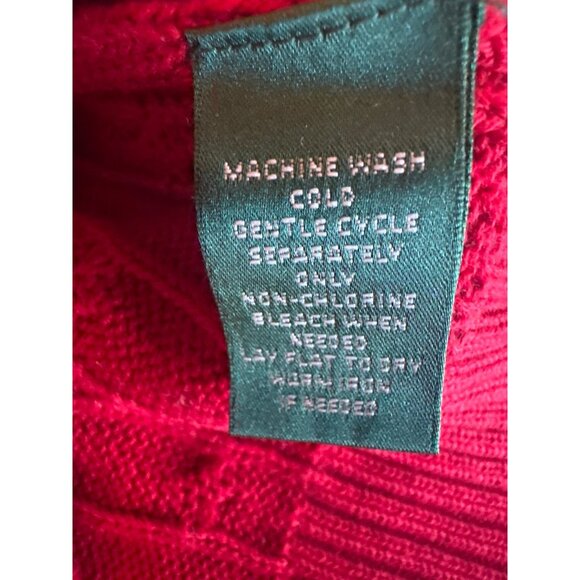 MACHINE WASH
COLD
GENTLE CYCLE
SEPARATELY
ONLY
NON-CHLORINE
BLEACH WHEN
NEEDED
LAY FLAT TO DRY
WARM IRON
IF NEEDED